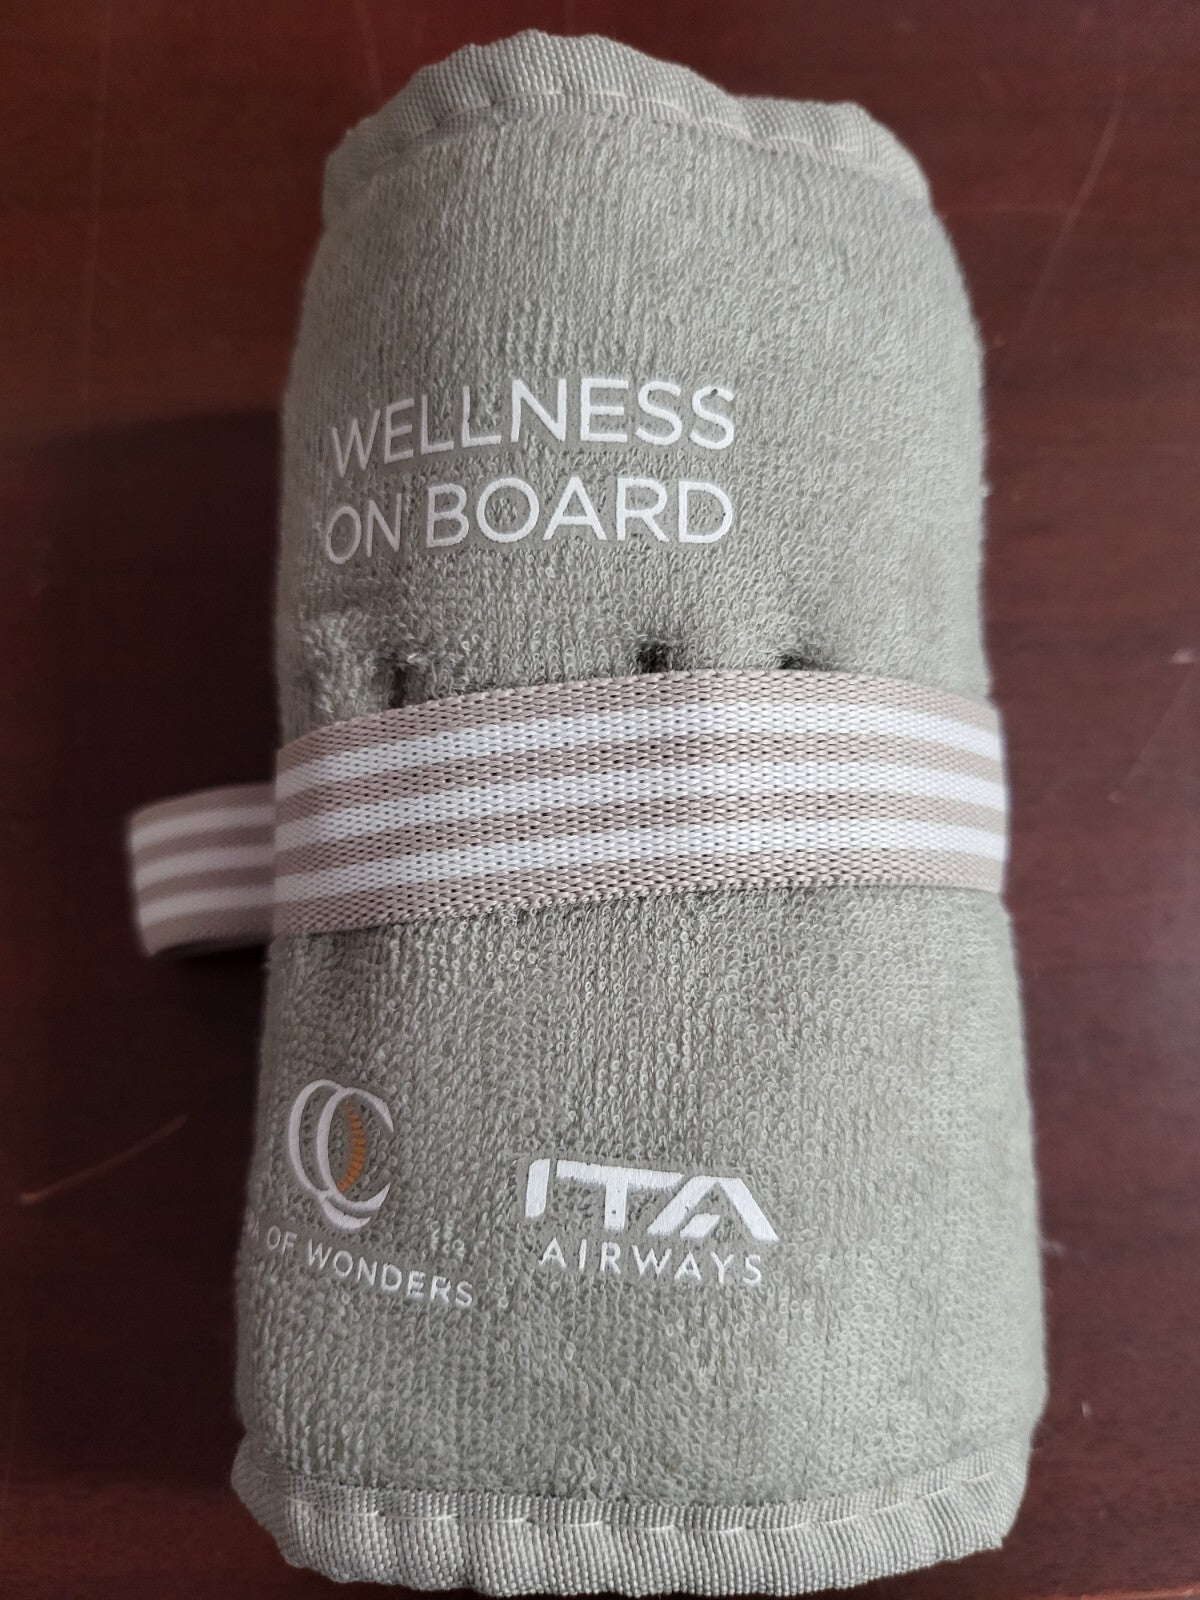 WELLNESS
ON BOARD
OF WONDERS
ITA
AIRWAYS